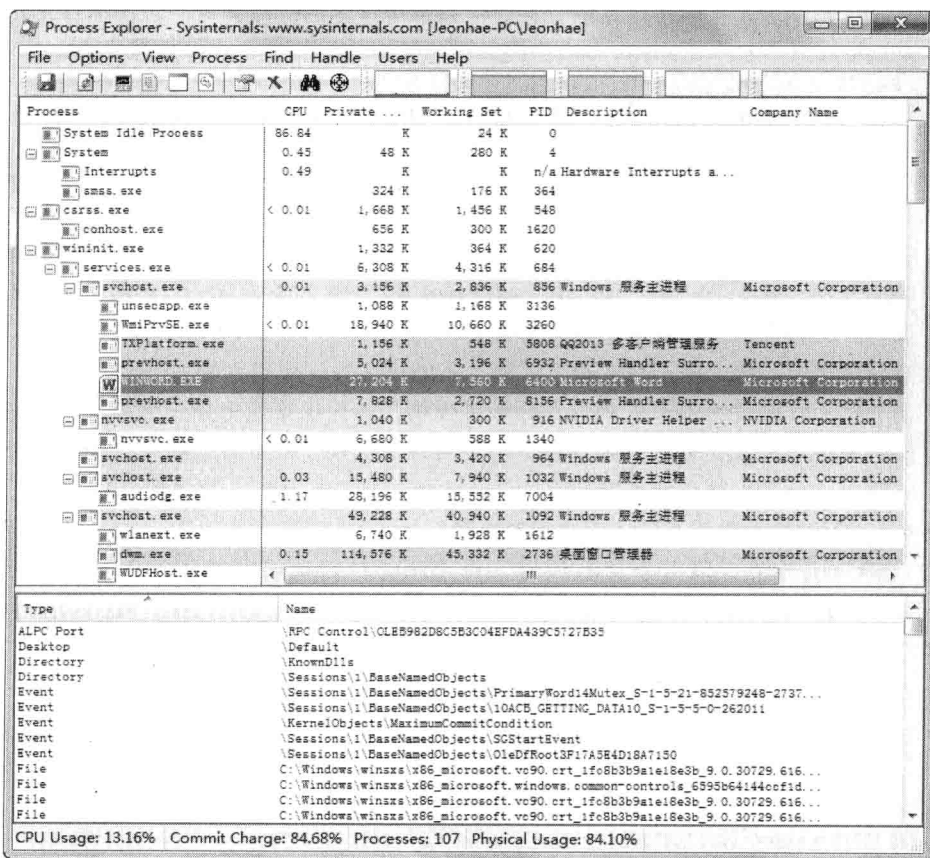 Process Explorer - Sysinternals: www.sysinternals.com [Jeonhae-PC\Jeonhae]
File Options View Process Find Handle Users Help
Process CPU Private ... Working Set PID Description Company Name
System Idle Process 86.84 K 24 K 0
System 0.45 48 K 280 K 4
Interrupts 0.49 K K n/a Hardware Interrupts a...
smss.exe 324 K 176 K 364
csrss.exe < 0.01 1,668 K 1,456 K 548
conhost.exe 656 K 300 K 1620
wininit.exe 1,332 K 364 K 620
services.exe < 0.01 6,308 K 4,316 K 684
svchost.exe 0.01 3,156 K 2,836 K 856 Windows 服务主进程 Microsoft Corporation
unsecapp.exe 1,088 K 1,168 K 3136
WmiPrvSE.exe < 0.01 18,940 K 10,660 K 3260
TXPlatform.exe 1,156 K 548 K 5808 QQ2013 多客户端管理服务 Tencent
prevhost.exe 5,024 K 3,196 K 6932 Preview Handler Surro... Microsoft Corporation
WINWORD.EXE 27,204 K 7,560 K 6400 Microsoft Word Microsoft Corporation
prevhost.exe 7,828 K 2,720 K 8156 Preview Handler Surro... Microsoft Corporation
nvvsvc.exe 1,040 K 300 K 916 NVIDIA Driver Helper ... NVIDIA Corporation
nvvsvc.exe < 0.01 6,680 K 588 K 1340
svchost.exe 4,308 K 3,420 K 964 Windows 服务主进程 Microsoft Corporation
svchost.exe 0.03 15,480 K 7,940 K 1032 Windows 服务主进程 Microsoft Corporation
audiodg.exe 1.17 28,196 K 15,552 K 7004
svchost.exe 49,228 K 40,940 K 1092 Windows 服务主进程 Microsoft Corporation
wlanext.exe 6,740 K 1,928 K 1612
dwm.exe 0.15 114,576 K 45,332 K 2736 桌面窗口管理器 Microsoft Corporation
WUDFHost.exe
Type Name
ALPC Port \RPC Control\OLEB982D8C5B3C04EFDA439C5727B35
Desktop \Default
Directory \KnownDlls
Directory \Sessions\1\BaseNamedObjects
Event \Sessions\1\BaseNamedObjects\PrimaryWord14Mutex_S-1-5-21-852579248-2737...
Event \Sessions\1\BaseNamedObjects\10ACB_GETTING_DATA10_S-1-5-5-0-262011
Event \KernelObjects\MaximumCommitCondition
Event \Sessions\1\BaseNamedObjects\SGStartEvent
Event \Sessions\1\BaseNamedObjects\OleDfRoot3F17A5E4D18A7150
File C:\Windows\winsxs\x86_microsoft.vc90.crt_1fc8b3b9a1e18e3b_9.0.30729.616...
File C:\Windows\winsxs\x86_microsoft.windows.common-controls_6595b64144ccf1d...
File C:\Windows\winsxs\x86_microsoft.vc90.crt_1fc8b3b9a1e18e3b_9.0.30729.616...
File C:\Windows\winsxs\x86_microsoft.vc90.crt_1fc8b3b9a1e18e3b_9.0.30729.616...
CPU Usage: 13.16% Commit Charge: 84.68% Processes: 107 Physical Usage: 84.10%